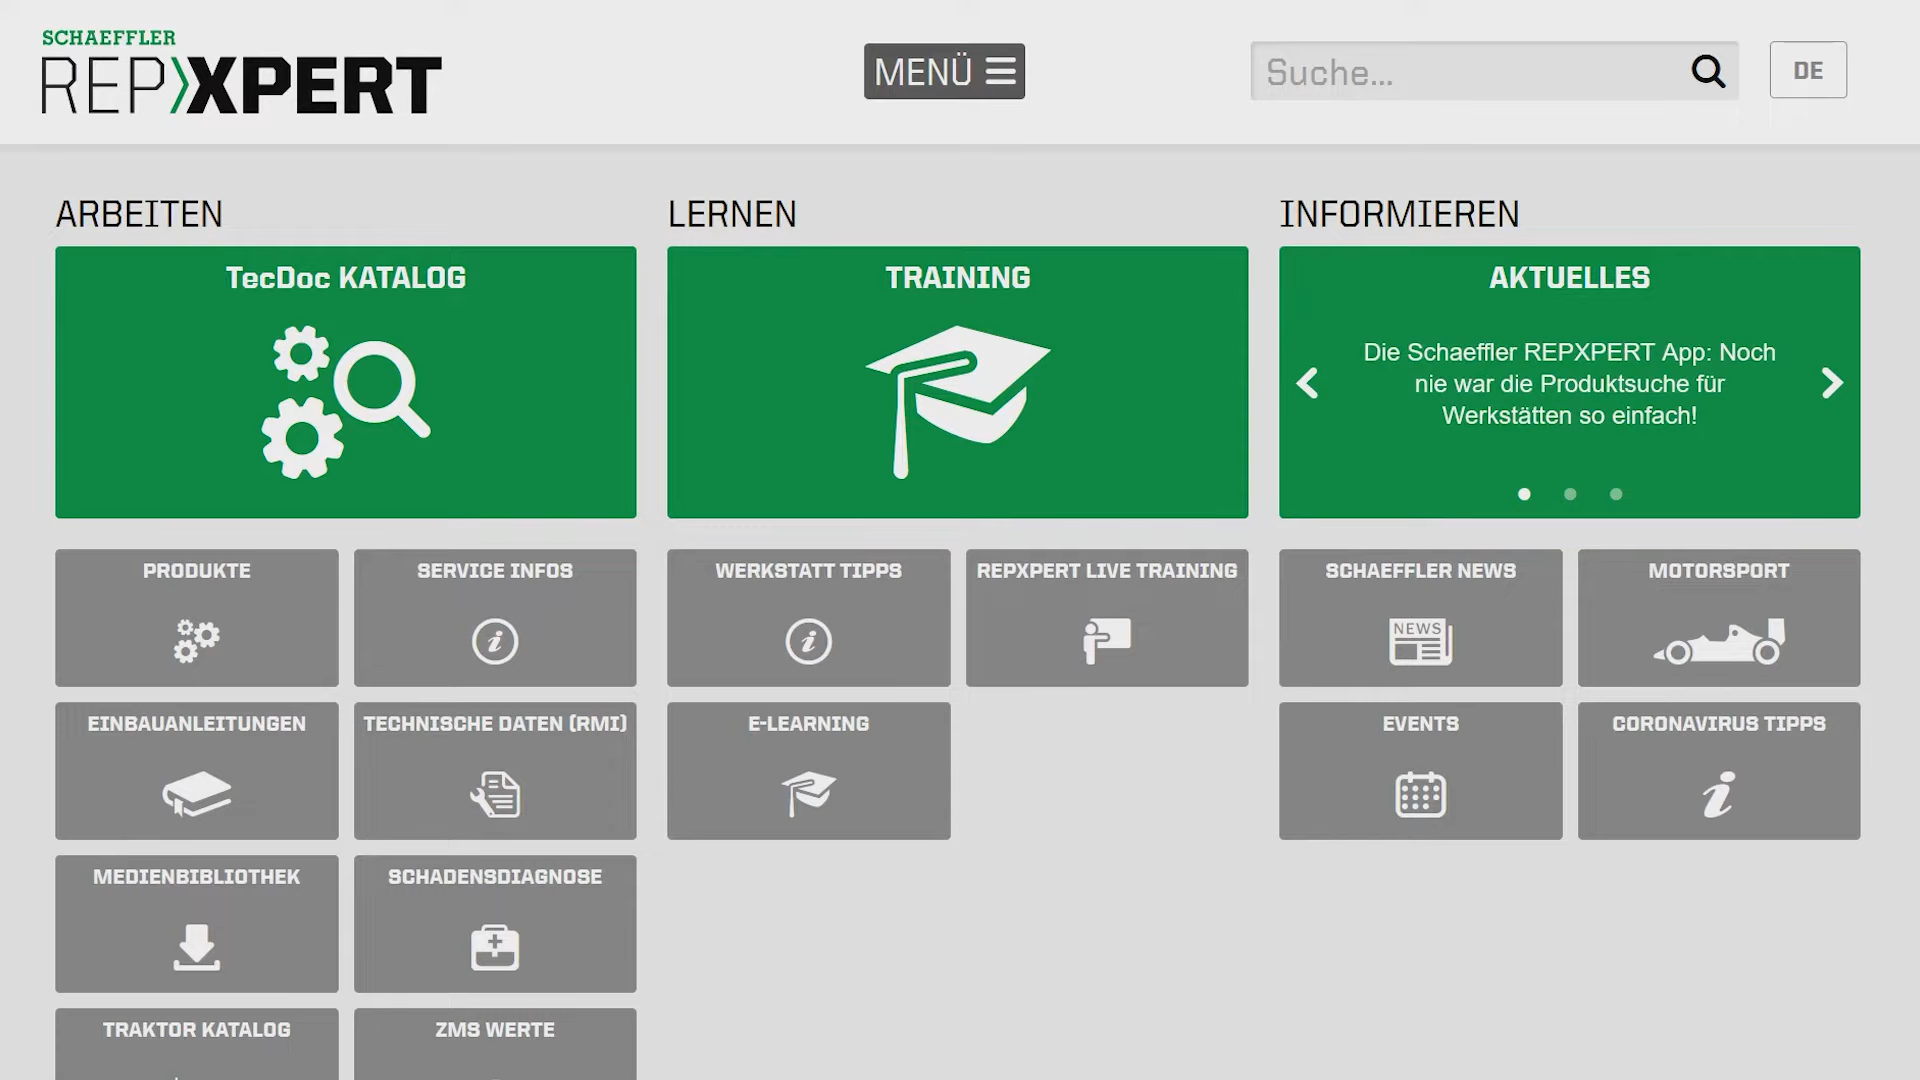 SCHAEFFLER
REPXPERT
MENÜ
Suche...
DE
ARBEITEN
LERNEN
INFORMIEREN
TecDoc KATALOG
TRAINING
AKTUELLES
Die Schaeffler REPXPERT App: Noch
nie war die Produktsuche für
Werkstätten so einfach!
PRODUKTE
SERVICE INFOS
WERKSTATT TIPPS
REPXPERT LIVE TRAINING
SCHAEFFLER NEWS
NEWS
MOTORSPORT
EINBAUANLEITUNGEN
TECHNISCHE DATEN (RMI)
E-LEARNING
EVENTS
CORONAVIRUS TIPPS
MEDIENBIBLIOTHEK
SCHADENSDIAGNOSE
TRAKTOR KATALOG
ZMS WERTE